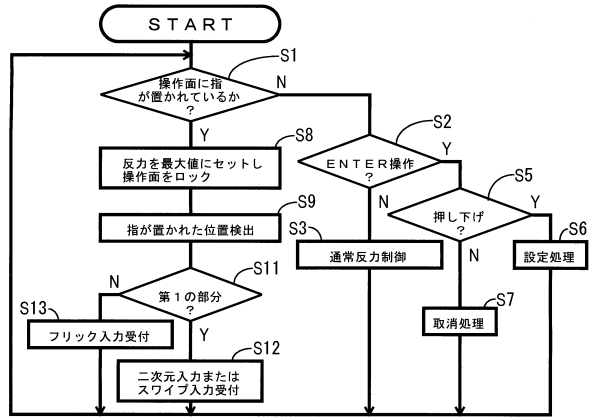 START
S1
操作面に指
が置かれているか
?
N
Y
S8
反力を最大値にセットし
操作面をロック
S9
指が置かれた位置検出
S11
第1の部分
?
N
Y
S13
フリック入力受付
S12
二次元入力または
スワイプ入力受付
S2
ENTER操作
?
Y
N
S3
通常反力制御
S5
押し下げ
?
Y
N
S6
設定処理
S7
取消処理